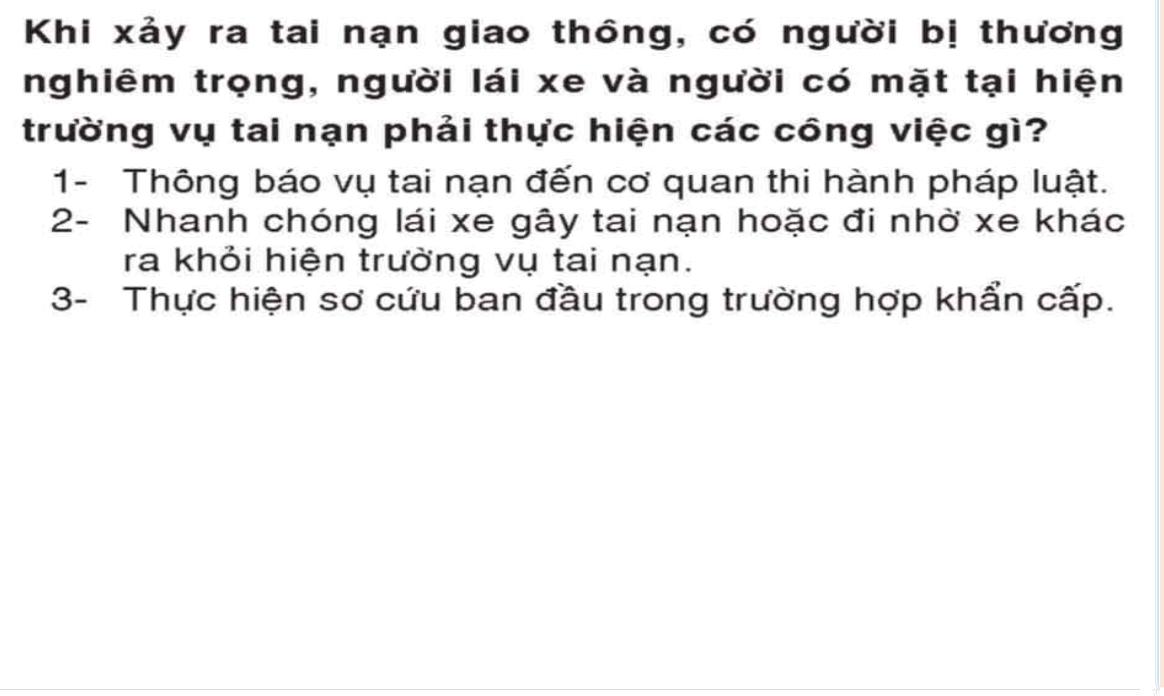 Khi xảy ra tai nạn giao thông, có người bị thương
nghiêm trọng, người lái xe và người có mặt tại hiện
trường vụ tai nạn phải thực hiện các công việc gì?
1- Thông báo vụ tai nạn đến cơ quan thi hành pháp luật.
2- Nhanh chóng lái xe gây tai nạn hoặc đi nhờ xe khác
ra khỏi hiện trường vụ tai nạn.
3- Thực hiện sơ cứu ban đầu trong trường hợp khẩn cấp.